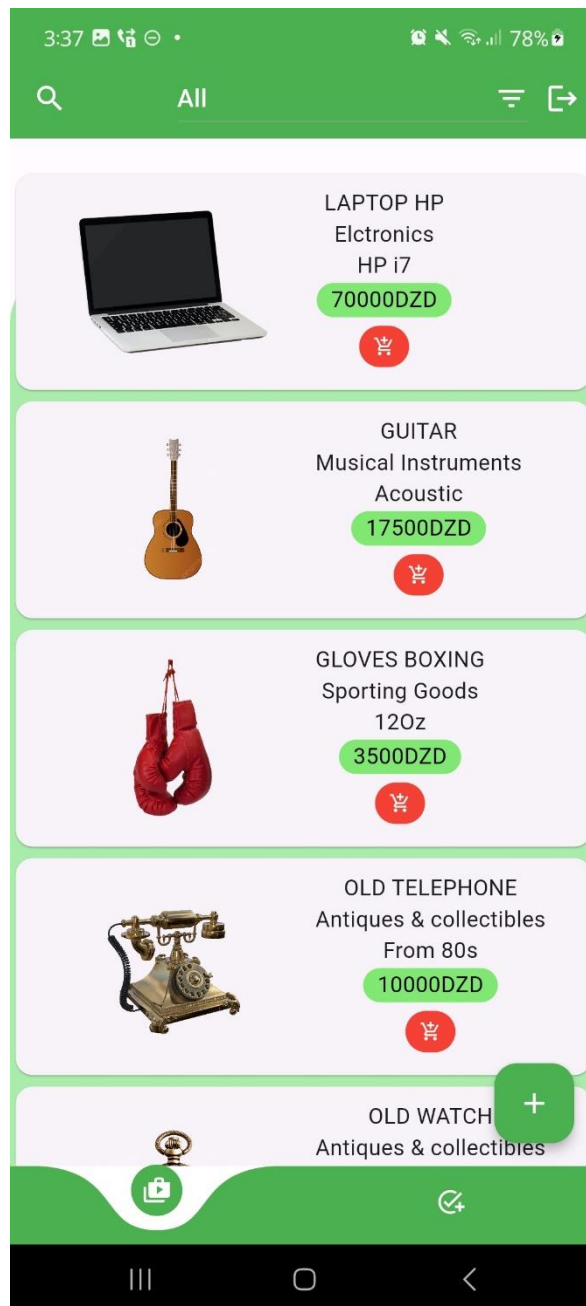 3:37
78%
All
LAPTOP HP
Elctronics
HP i7
70000DZD
GUITAR
Musical Instruments
Acoustic
17500DZD
GLOVES BOXING
Sporting Goods
12Oz
3500DZD
OLD TELEPHONE
Antiques & collectibles
From 80s
10000DZD
OLD WATCH
Antiques & collectibles